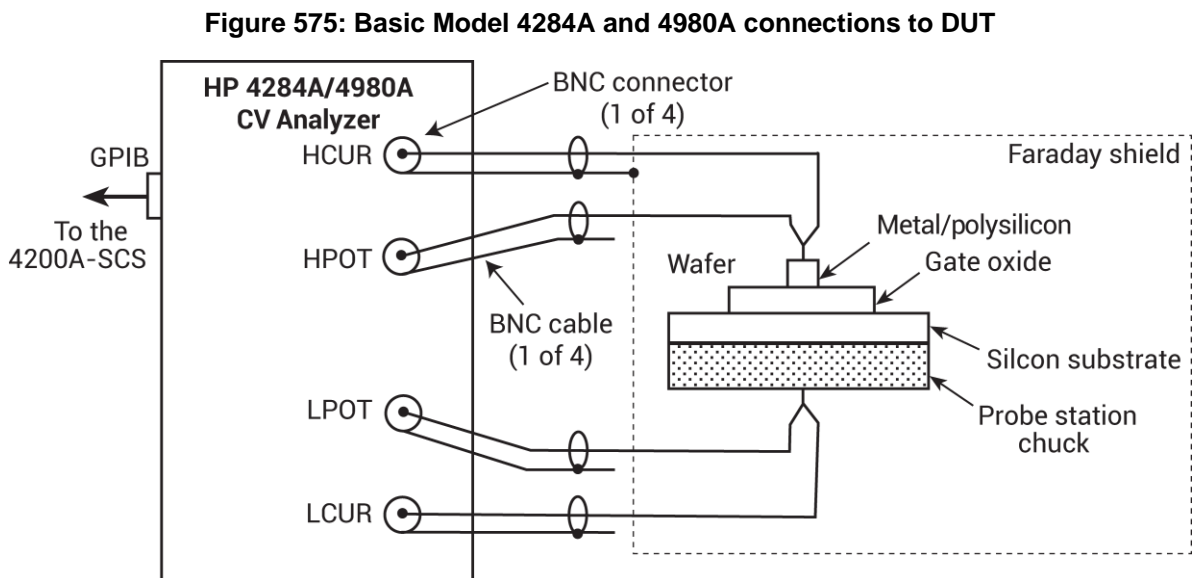 Figure 575: Basic Model 4284A and 4980A connections to DUT
HP 4284A/4980A
CV Analyzer
BNC connector
(1 of 4)
HCUR
Faraday shield
GPIB
To the
4200A-SCS
HPOT
Metal/polysilicon
Wafer
Gate oxide
BNC cable
(1 of 4)
Silcon substrate
LPOT
Probe station
chuck
LCUR